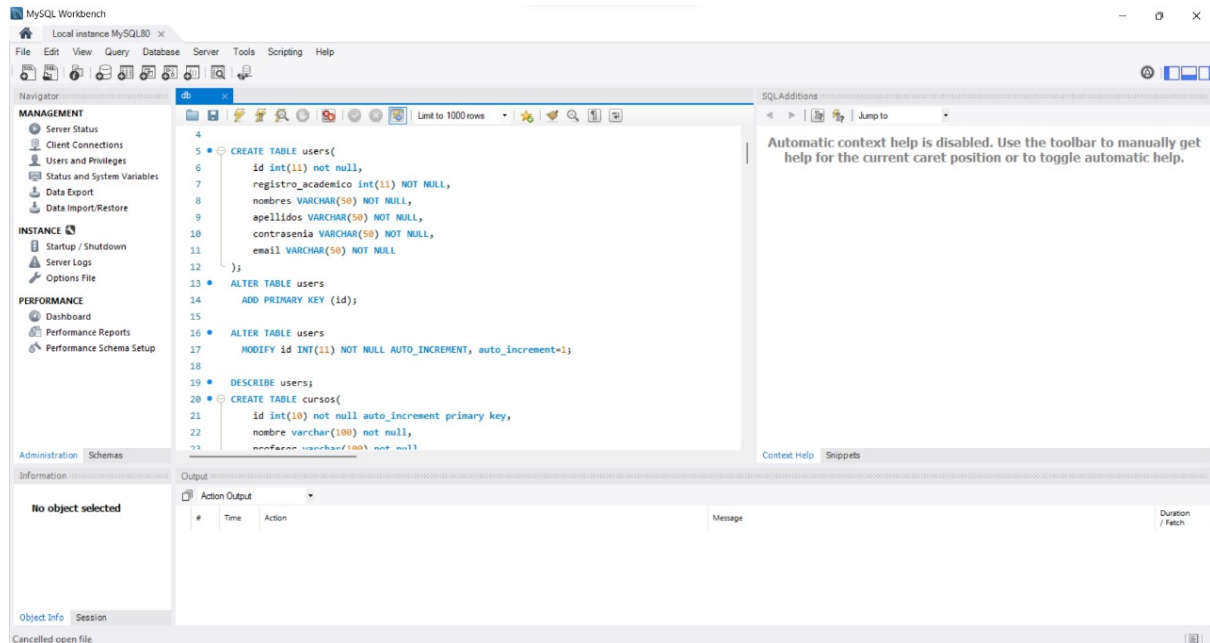 MySQL Workbench
Local instance MySQL80
File Edit View Query Database Server Tools Scripting Help
Navigator
MANAGEMENT
Server Status
Client Connections
Users and Privileges
Status and System Variables
Data Export
Data Import/Restore
INSTANCE
Startup / Shutdown
Server Logs
Options File
PERFORMANCE
Dashboard
Performance Reports
Performance Schema Setup
Administration Schemas
db
Limit to 1000 rows
4
5 CREATE TABLE users(
6 id int(11) not null,
7 registro_academico int(11) NOT NULL,
8 nombres VARCHAR(50) NOT NULL,
9 apellidos VARCHAR(50) NOT NULL,
10 contrasenia VARCHAR(50) NOT NULL,
11 email VARCHAR(50) NOT NULL
12 );
13 ALTER TABLE users
14 ADD PRIMARY KEY (id);
15
16 ALTER TABLE users
17 MODIFY id INT(11) NOT NULL AUTO_INCREMENT, auto_increment=1;
18
19 DESCRIBE users;
20 CREATE TABLE cursos(
21 id int(10) not null auto_increment primary key,
22 nombre varchar(100) not null,
23 profesor varchar(100) not null
SQLAdditions
Jump to
Automatic context help is disabled. Use the toolbar to manually get
help for the current caret position or to toggle automatic help.
Context Help Snippets
Information
No object selected
Object Info Session
Output
Action Output
# Time Action Message Duration / Fetch
Cancelled open file